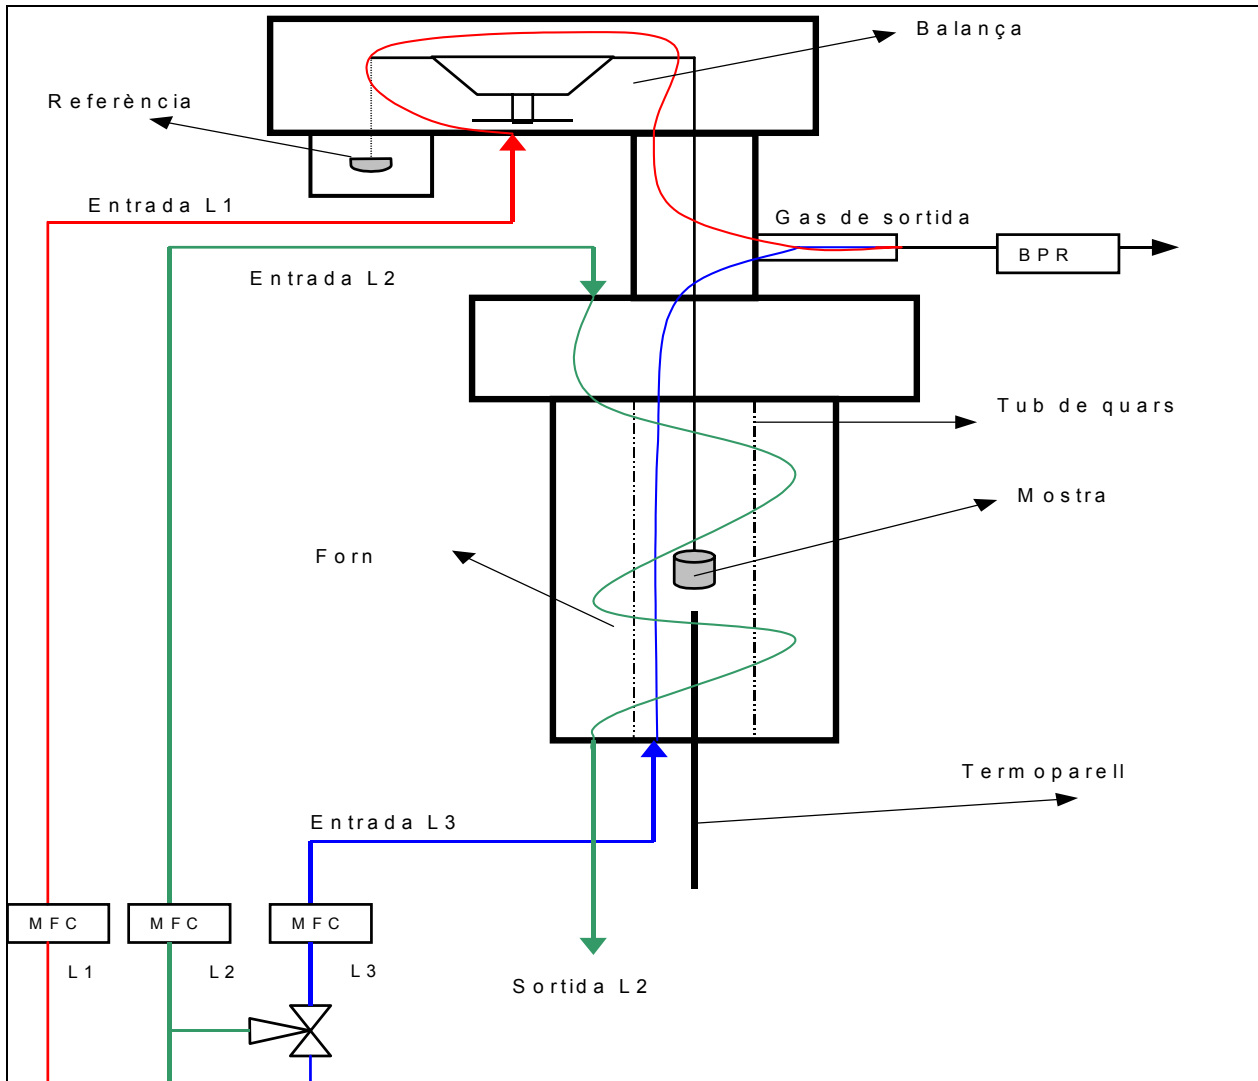 Balança
Referència
Entrada L1
Gas de sortida
BPR
Entrada L2
Tub de quars
Mostra
Forn
Termoparell
Entrada L3
MFC
MFC
MFC
L1
L2
L3
Sortida L2